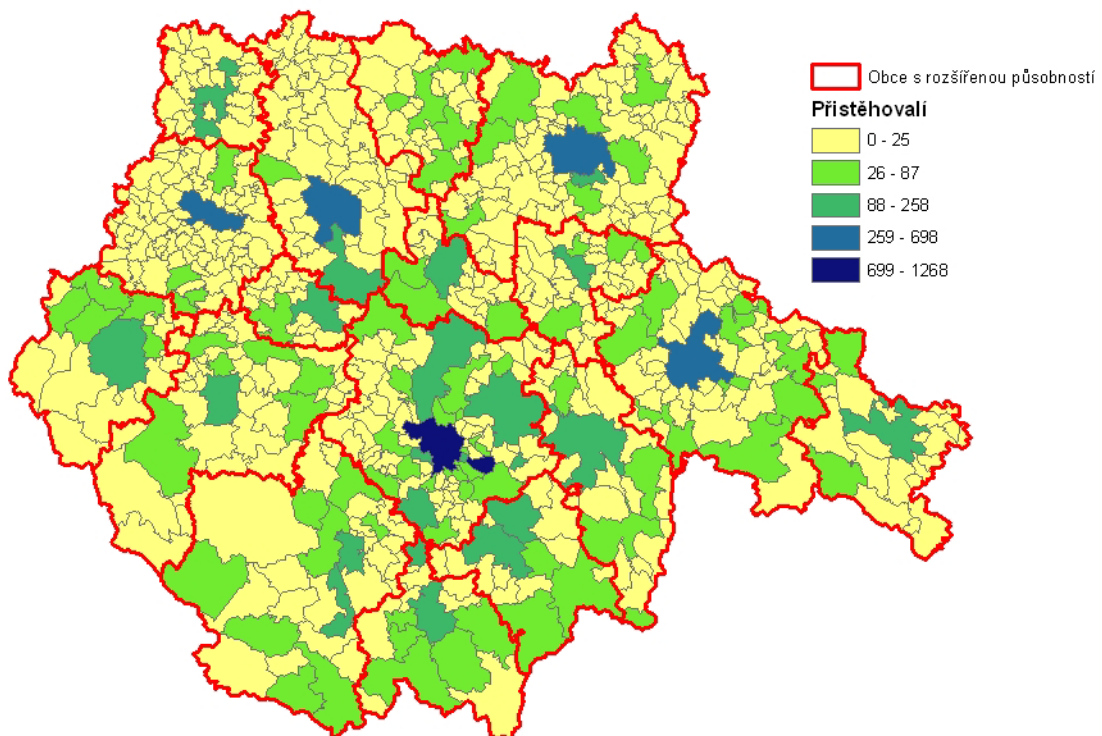 Obce s rozšířenou působností
Přistěhovalí
0 - 25
26 - 87
88 - 258
259 - 698
699 - 1268